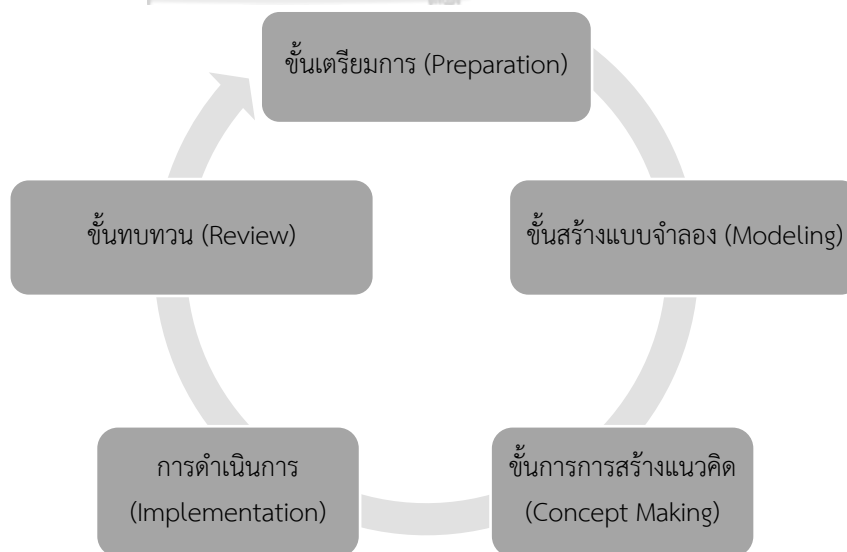 ขั้นเตรียมการ (Preparation)
ขั้นสร้างแบบจำลอง (Modeling)
ขั้นการการสร้างแนวคิด
(Concept Making)
การดำเนินการ
(Implementation)
ขั้นทบทวน (Review)